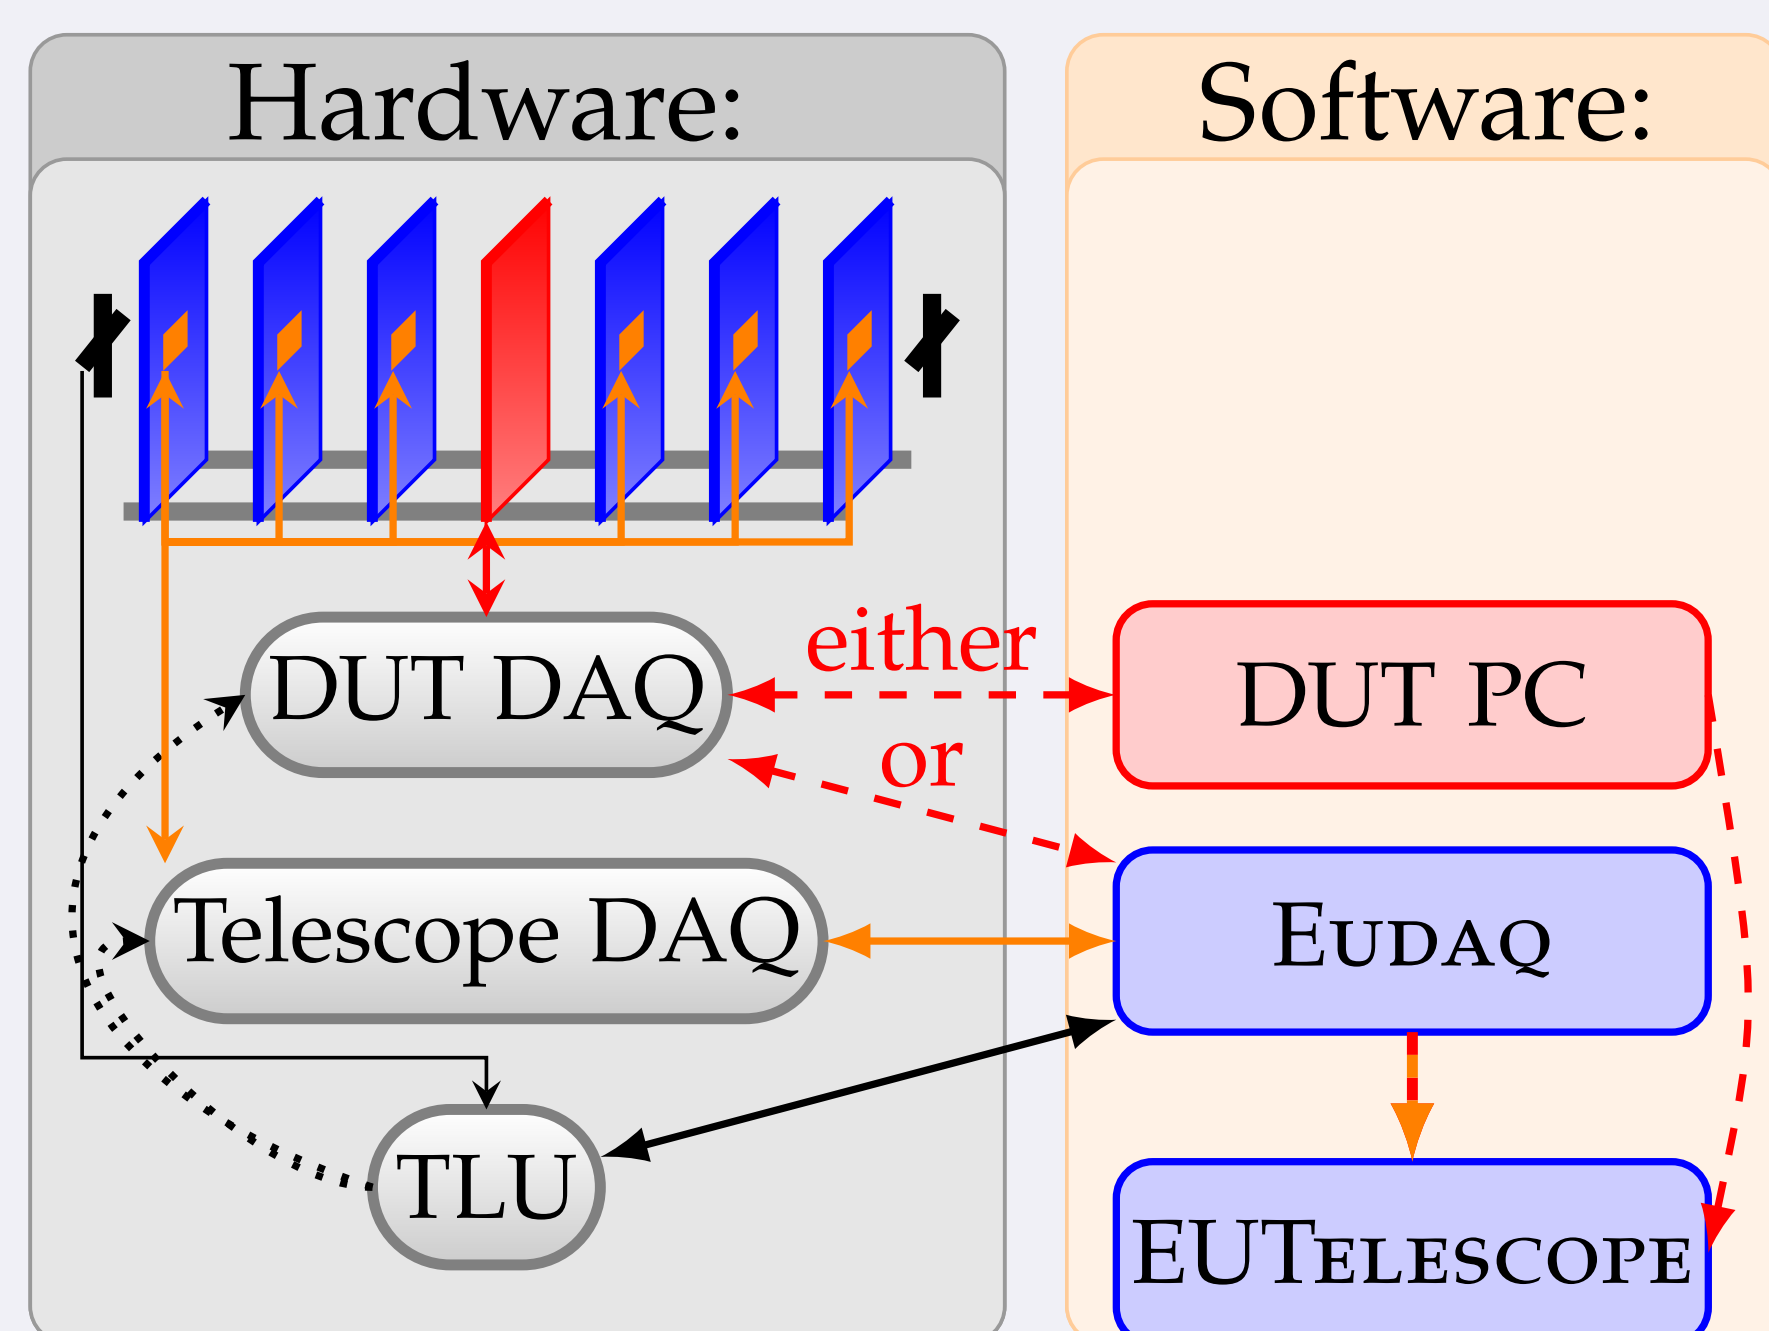 Hardware:
Software:
either
DUT DAQ
DUT PC
or
Telescope DAQ
EUDAQ
TLU
EUTELESCOPE